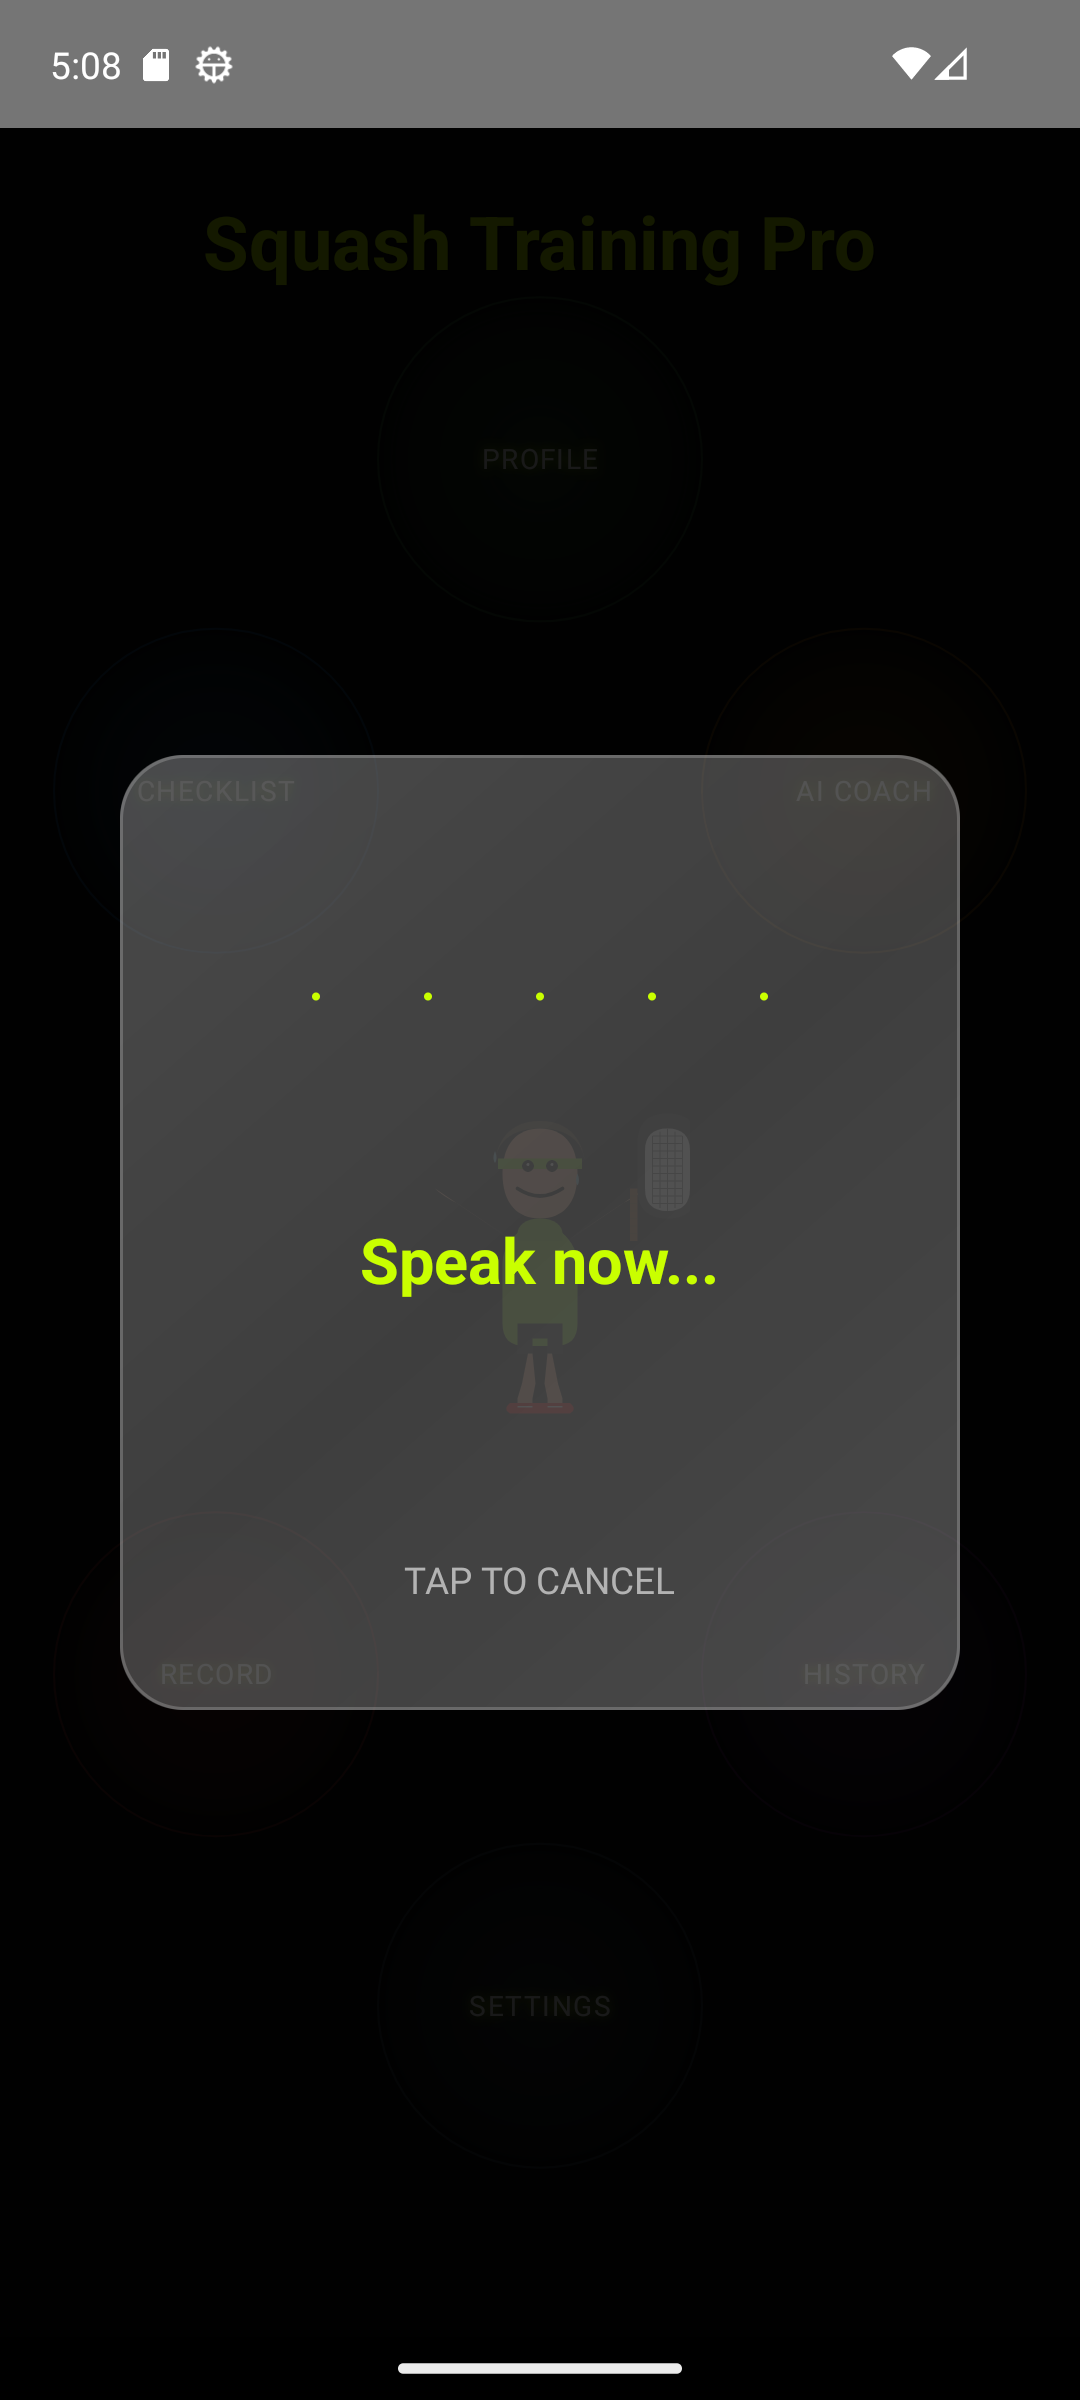 5:08
Squash Training Pro
PROFILE
CHECKLIST
AI COACH
Speak now...
TAP TO CANCEL
RECORD
HISTORY
SETTINGS